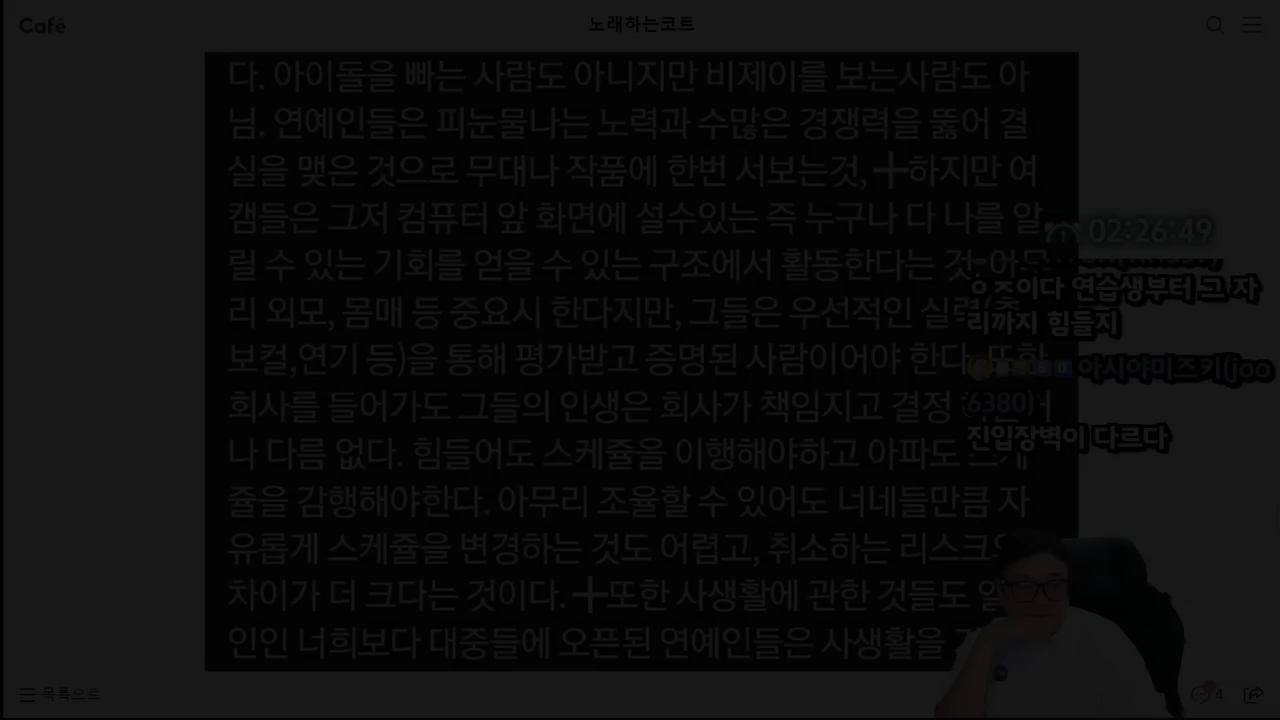 Café
노래하는코트
다. 아이돌을 빠는 사람도 아니지만 비제이를 보는사람도 아
님. 연예인들은 피눈물나는 노력과 수많은 경쟁력을 뚫어 결
실을 맺은 것으로 무대나 작품에 한번 서보는것, ➕하지만 여
캠들은 그저 컴퓨터 앞 화면에 설수있는 즉 누구나 다 나를 알
릴 수 있는 기회를 얻을 수 있는 구조에서 활동한다는 것.
리 외모, 몸매 등 중요시 한다지만, 그들은 우선적인
보컬,연기 등)을 통해 평가받고 증명된 사람이어야 한다.
회사를 들어가도 그들의 인생은 회사가 책임지고 결정
나 다름 없다. 힘들어도 스케쥴을 이행해야하고 아파도
쥴을 감행해야한다. 아무리 조율할 수 있어도 너네들만큼 자
유롭게 스케쥴을 변경하는 것도 어렵고, 취소하는 리스크
차이가 더 크다는 것이다. ➕또한 사생활에 관한 것들도
인인 너희보다 대중들에 오픈된 연예인들은 사생활을
02:26:49
ㅇㅈ이다 연습생부터 그 자
리까지 힘들지
아시야미즈키(joo
6380)
진입장벽이 다르다
목록으로
4